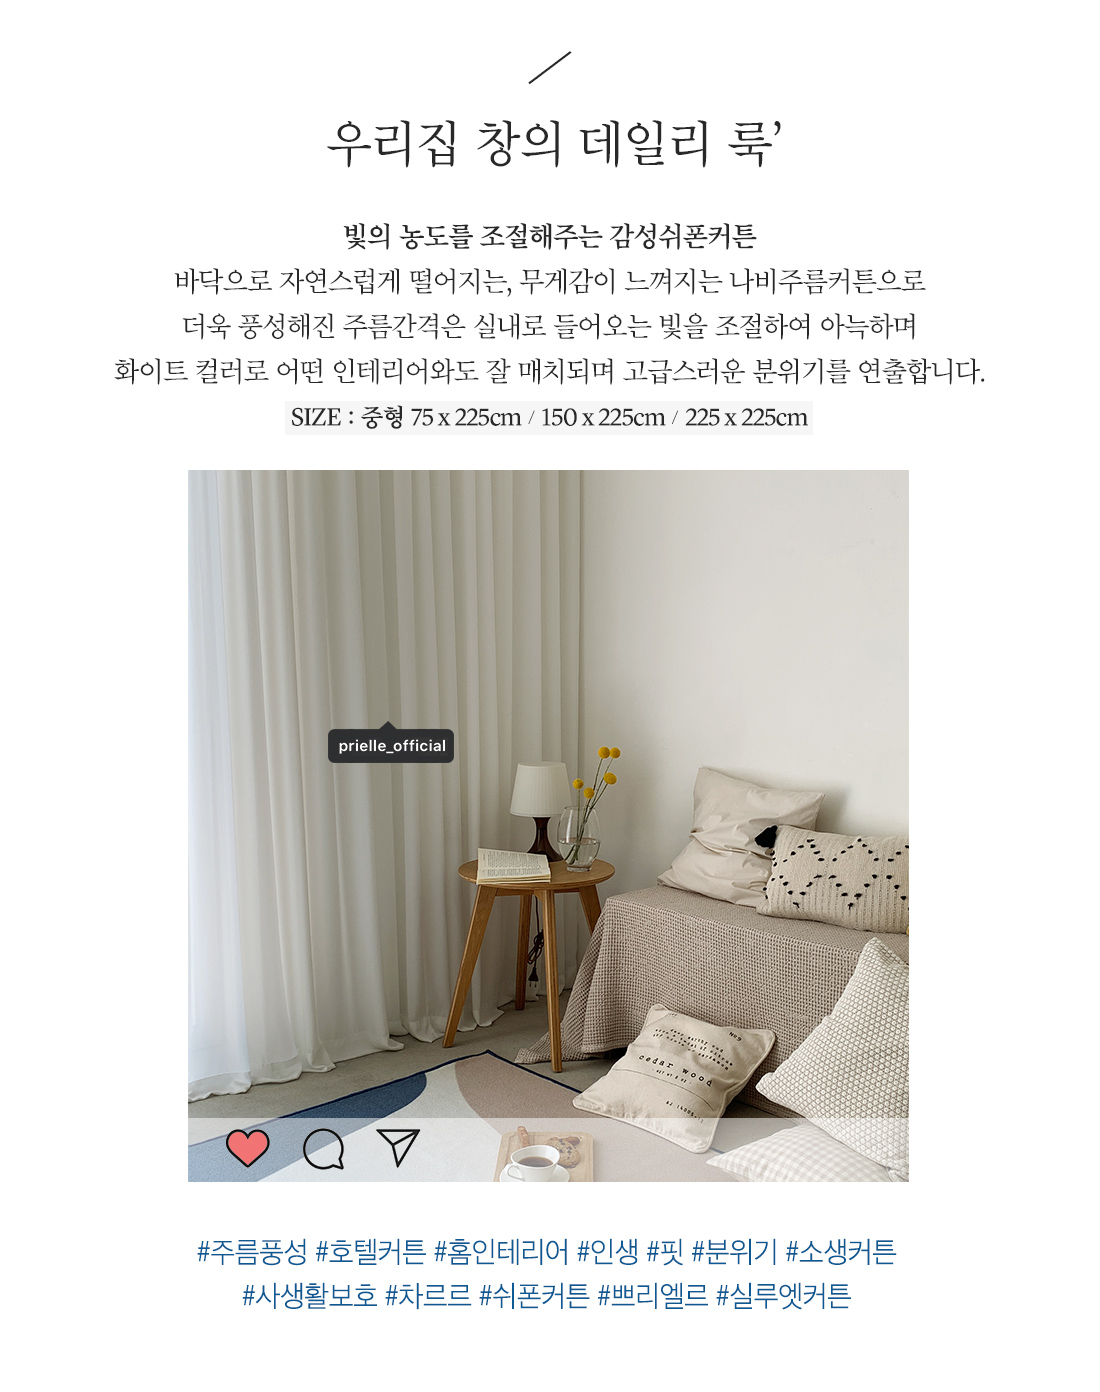 우리집 창의 데일리 룩’
빛의 농도를 조절해주는 감성쉬폰커튼
바닥으로 자연스럽게 떨어지는, 무게감이 느껴지는 나비주름커튼으로
더욱 풍성해진 주름간격은 실내로 들어오는 빛을 조절하여 아늑하며
화이트 컬러로 어떤 인테리어와도 잘 매치되며 고급스러운 분위기를 연출합니다.
SIZE : 중형 75 x 225cm / 150 x 225cm / 225 x 225cm
prielle_official
No9
cedar wood
#주름풍성 #호텔커튼 #홈인테리어 #인생 #핏 #분위기 #소생커튼
#사생활보호 #차르르 #쉬폰커튼 #쁘리엘르 #실루엣커튼